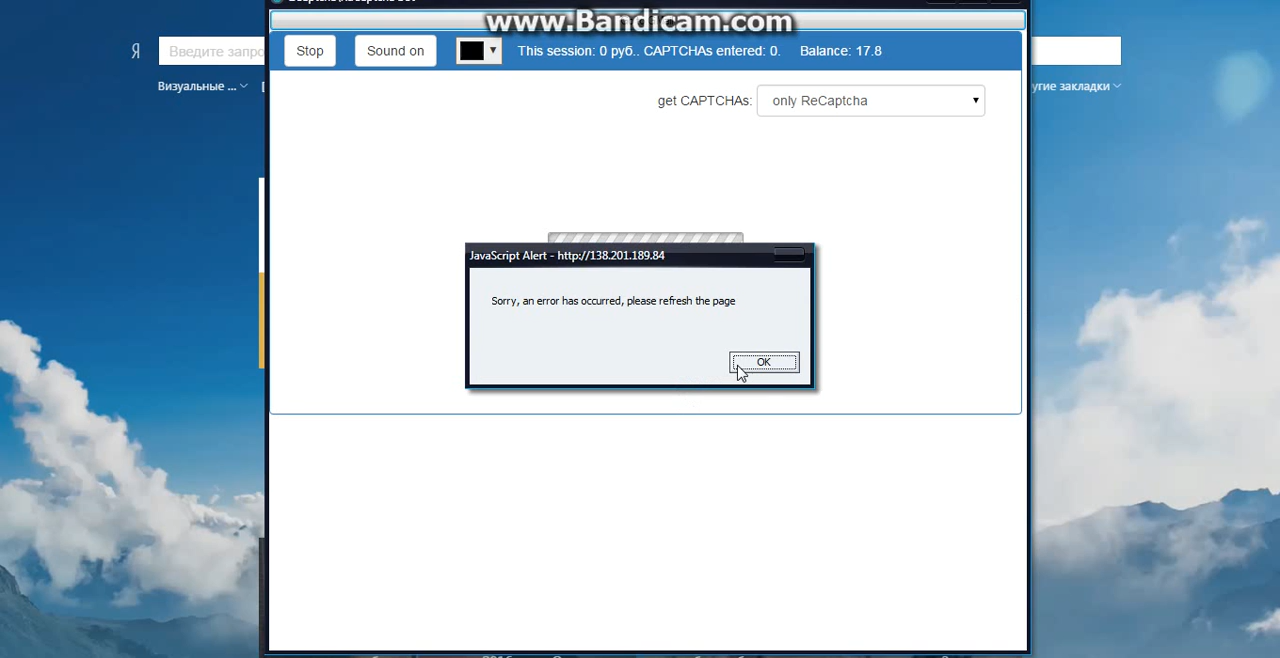 www.Bandicam.com
Я
Введите запро
Stop
Sound on
This session: 0 руб.. CAPTCHAs entered: 0.
Balance: 17.8
Визуальные ...
угие закладки
get CAPTCHAs:
only ReCaptcha
JavaScript Alert - http://138.201.189.84
Sorry, an error has occurred, please refresh the page
OK